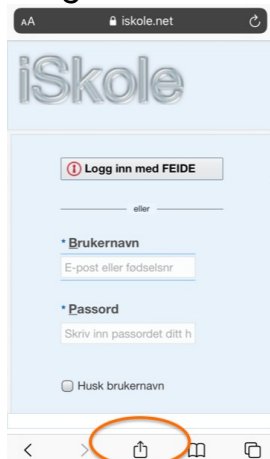 AA iskole.net
iSkole
Logg inn med FEIDE
eller
* Brukernavn
E-post eller fødselsnr
* Passord
Skriv inn passordet ditt h
Husk brukernavn